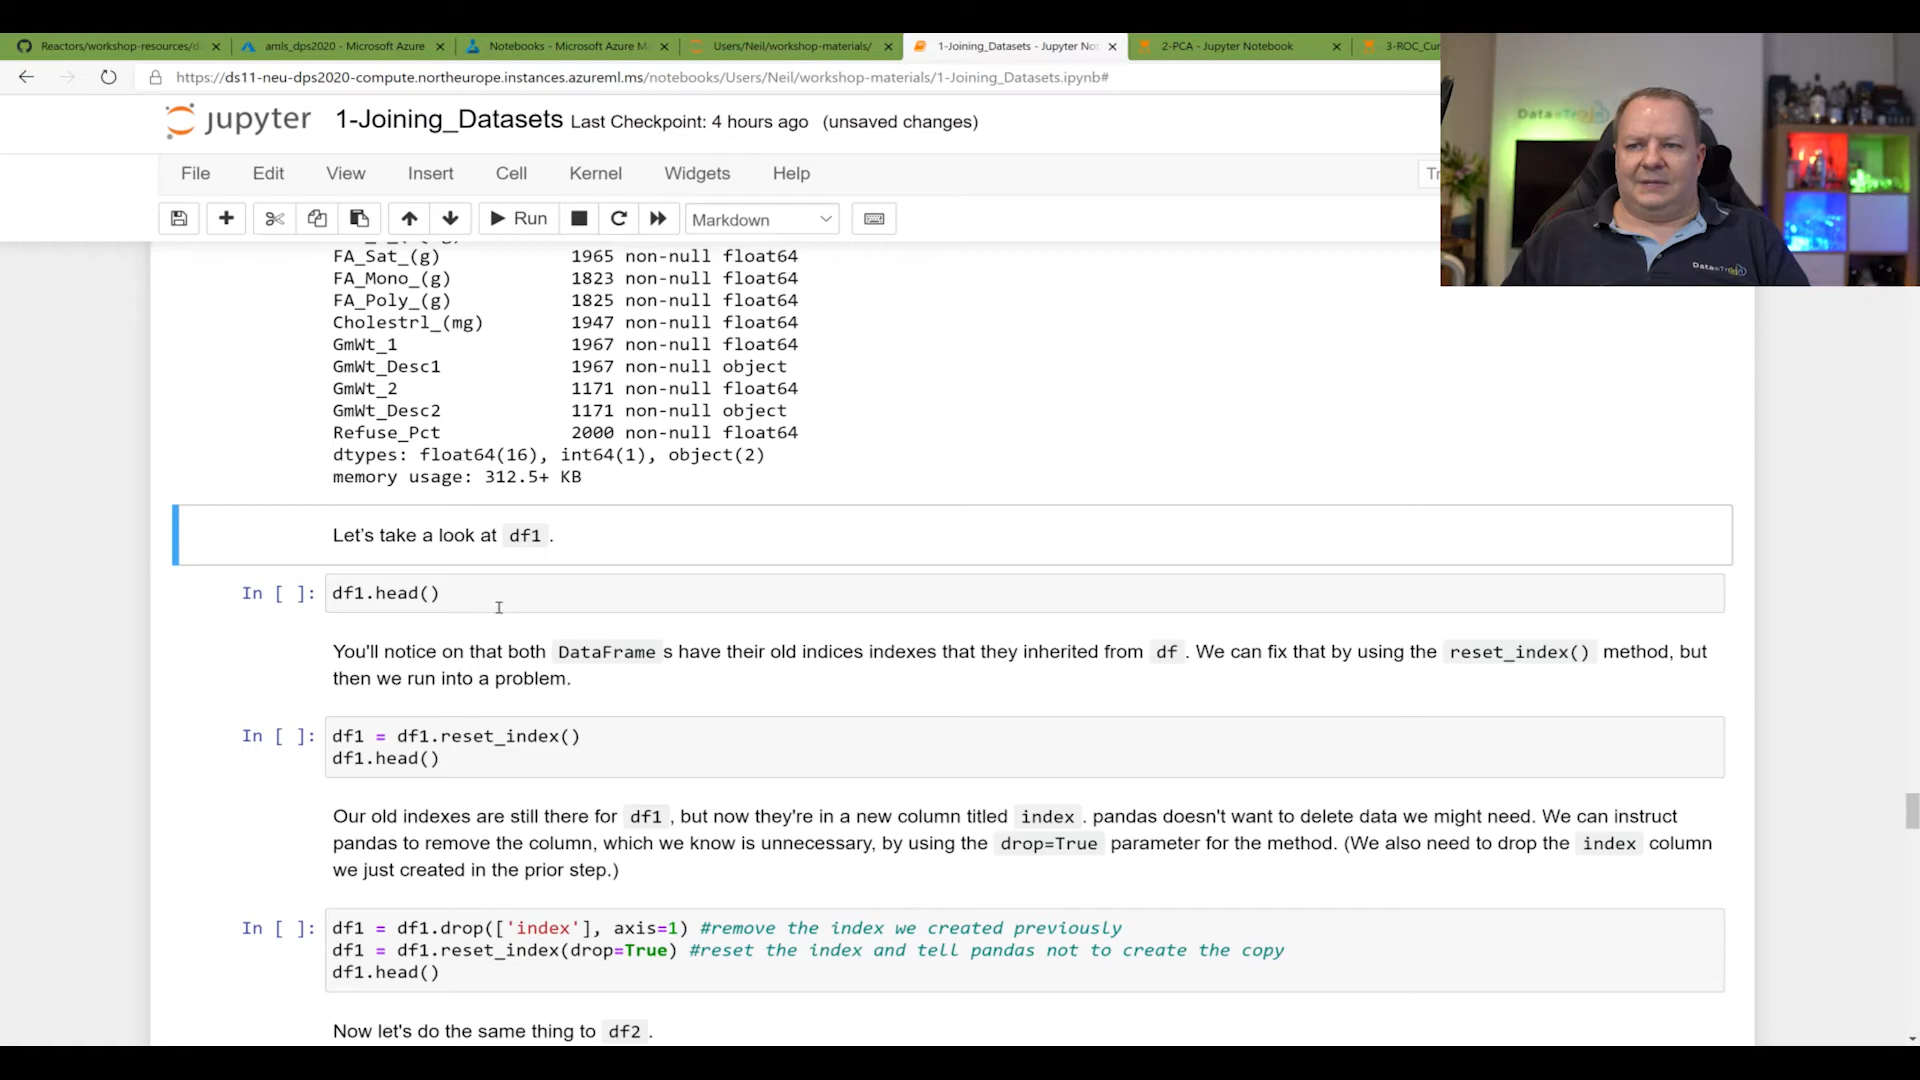 Reactors/workshop-resources/d
amls_dps2020 - Microsoft Azure
Notebooks - Microsoft Azure M
Users/Neil/workshop-materials/
1-Joining_Datasets - Jupyter No
2-PCA - Jupyter Notebook
3-ROC_Cur
https://ds11-neu-dps2020-compute.northeurope.instances.azureml.ms/notebooks/Users/Neil/workshop-materials/1-Joining_Datasets.ipynb#
jupyter 1-Joining_Datasets Last Checkpoint: 4 hours ago (unsaved changes)
File Edit View Insert Cell Kernel Widgets Help
Run Markdown
FA_Sat_(g) 1965 non-null float64
FA_Mono_(g) 1823 non-null float64
FA_Poly_(g) 1825 non-null float64
Cholestrl_(mg) 1947 non-null float64
GmWt_1 1967 non-null float64
GmWt_Desc1 1967 non-null object
GmWt_2 1171 non-null float64
GmWt_Desc2 1171 non-null object
Refuse_Pct 2000 non-null float64
dtypes: float64(16), int64(1), object(2)
memory usage: 312.5+ KB
Let's take a look at df1 .
In [ ]: df1.head()
You'll notice on that both DataFrame s have their old indices indexes that they inherited from df . We can fix that by using the reset_index() method, but
then we run into a problem.
In [ ]: df1 = df1.reset_index()
df1.head()
Our old indexes are still there for df1 , but now they're in a new column titled index . pandas doesn't want to delete data we might need. We can instruct
pandas to remove the column, which we know is unnecessary, by using the drop=True parameter for the method. (We also need to drop the index column
we just created in the prior step.)
In [ ]: df1 = df1.drop(['index'], axis=1) #remove the index we created previously
df1 = df1.reset_index(drop=True) #reset the index and tell pandas not to create the copy
df1.head()
Now let's do the same thing to df2 .